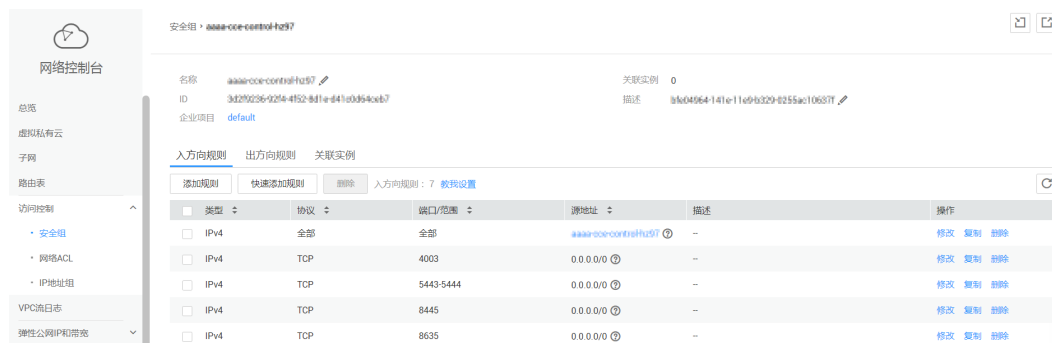 安全组 › aaaa-cce-control-hz97
网络控制台
总览
虚拟私有云
子网
路由表
访问控制
安全组
网络ACL
IP地址组
VPC流日志
弹性公网IP和带宽
名称 aaaa-cce-control-hz97
关联实例 0
ID
描述
企业项目 default
入方向规则 出方向规则 关联实例
添加规则 快速添加规则 删除 入方向规则：7 教我设置
类型 协议 端口/范围 源地址 描述 操作
IPv4 全部 全部 aaaa-cce-control-hz97 -- 修改 复制 删除
IPv4 TCP 4003 0.0.0.0/0 -- 修改 复制 删除
IPv4 TCP 5443-5444 0.0.0.0/0 -- 修改 复制 删除
IPv4 TCP 8445 0.0.0.0/0 -- 修改 复制 删除
IPv4 TCP 8635 0.0.0.0/0 -- 修改 复制 删除